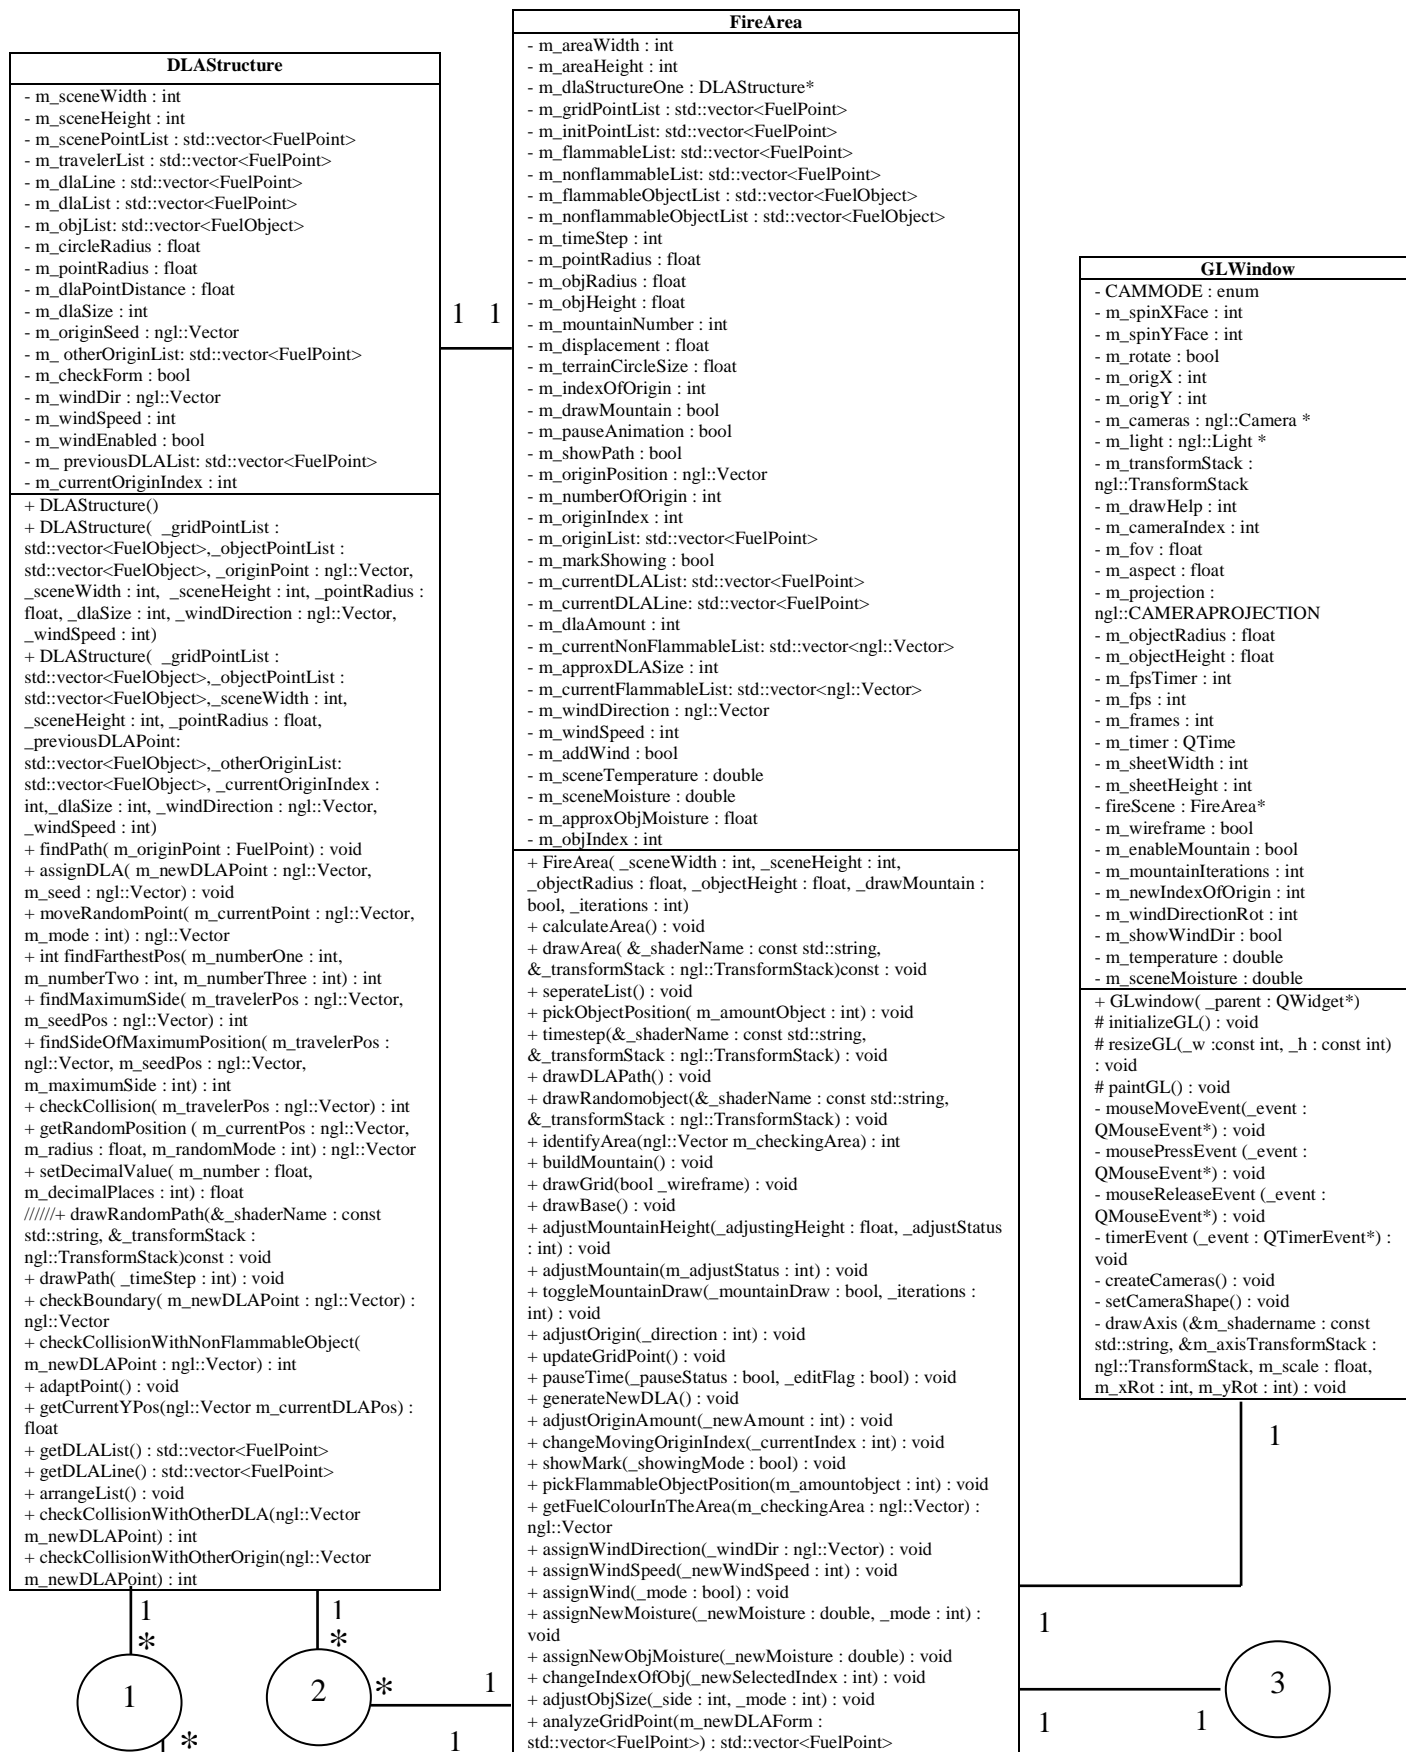 DLAStructure
- m_sceneWidth : int
- m_sceneHeight : int
- m_scenePointList : std::vector<FuelPoint>
- m_travelerList : std::vector<FuelPoint>
- m_dlaLine : std::vector<FuelPoint>
- m_dlaList : std::vector<FuelPoint>
- m_objList: std::vector<FuelObject>
- m_circleRadius : float
- m_pointRadius : float
- m_dlaPointDistance : float
- m_dlaSize : int
- m_originSeed : ngl::Vector
- m_ otherOriginList: std::vector<FuelPoint>
- m_checkForm : bool
- m_windDir : ngl::Vector
- m_windSpeed : int
- m_windEnabled : bool
- m_ previousDLAList: std::vector<FuelPoint>
- m_currentOriginIndex : int
+ DLAStructure()
+ DLAStructure( _gridPointList :
std::vector<FuelObject>,_objectPointList :
std::vector<FuelObject>, _originPoint : ngl::Vector,
_sceneWidth : int, _sceneHeight : int, _pointRadius :
float, _dlaSize : int, _windDirection : ngl::Vector,
_windSpeed : int)
+ DLAStructure( _gridPointList :
std::vector<FuelObject>,_objectPointList :
std::vector<FuelObject>,_sceneWidth : int,
_sceneHeight : int, _pointRadius : float,
_previousDLAPoint:
std::vector<FuelObject>,_otherOriginList:
std::vector<FuelObject>, _currentOriginIndex :
int,_dlaSize : int, _windDirection : ngl::Vector,
_windSpeed : int)
+ findPath( m_originPoint : FuelPoint) : void
+ assignDLA( m_newDLAPoint : ngl::Vector,
m_seed : ngl::Vector) : void
+ moveRandomPoint( m_currentPoint : ngl::Vector,
m_mode : int) : ngl::Vector
+ int findFarthestPos( m_numberOne : int,
m_numberTwo : int, m_numberThree : int) : int
+ findMaximumSide( m_travelerPos : ngl::Vector,
m_seedPos : ngl::Vector) : int
+ findSideOfMaximumPosition( m_travelerPos :
ngl::Vector, m_seedPos : ngl::Vector,
m_maximumSide : int) : int
+ checkCollision( m_travelerPos : ngl::Vector) : int
+ getRandomPosition ( m_currentPos : ngl::Vector,
m_radius : float, m_randomMode : int) : ngl::Vector
+ setDecimalValue( m_number : float,
m_decimalPlaces : int) : float
//////+ drawRandomPath(&_shaderName : const
std::string, &_transformStack :
ngl::TransformStack)const : void
+ drawPath( _timeStep : int) : void
+ checkBoundary( m_newDLAPoint : ngl::Vector) :
ngl::Vector
+ checkCollisionWithNonFlammableObject(
m_newDLAPoint : ngl::Vector) : int
+ adaptPoint() : void
+ getCurrentYPos(ngl::Vector m_currentDLAPos) :
float
+ getDLAList() : std::vector<FuelPoint>
+ getDLALine() : std::vector<FuelPoint>
+ arrangeList() : void
+ checkCollisionWithOtherDLA(ngl::Vector
m_newDLAPoint) : int
+ checkCollisionWithOtherOrigin(ngl::Vector
m_newDLAPoint) : int
1 1
FireArea
- m_areaWidth : int
- m_areaHeight : int
- m_dlaStructureOne : DLAStructure*
- m_gridPointList : std::vector<FuelPoint>
- m_initPointList: std::vector<FuelPoint>
- m_flammableList: std::vector<FuelPoint>
- m_nonflammableList: std::vector<FuelPoint>
- m_flammableObjectList : std::vector<FuelObject>
- m_nonflammableObjectList : std::vector<FuelObject>
- m_timeStep : int
- m_pointRadius : float
- m_objRadius : float
- m_objHeight : float
- m_mountainNumber : int
- m_displacement : float
- m_terrainCircleSize : float
- m_indexOfOrigin : int
- m_drawMountain : bool
- m_pauseAnimation : bool
- m_showPath : bool
- m_originPosition : ngl::Vector
- m_numberOfOrigin : int
- m_originIndex : int
- m_originList: std::vector<FuelPoint>
- m_markShowing : bool
- m_currentDLAList: std::vector<FuelPoint>
- m_currentDLALine: std::vector<FuelPoint>
- m_dlaAmount : int
- m_currentNonFlammableList: std::vector<ngl::Vector>
- m_approxDLASize : int
- m_currentFlammableList: std::vector<ngl::Vector>
- m_windDirection : ngl::Vector
- m_windSpeed : int
- m_addWind : bool
- m_sceneTemperature : double
- m_sceneMoisture : double
- m_approxObjMoisture : float
- m_objIndex : int
+ FireArea( _sceneWidth : int, _sceneHeight : int,
_objectRadius : float, _objectHeight : float, _drawMountain :
bool, _iterations : int)
+ calculateArea() : void
+ drawArea( &_shaderName : const std::string,
&_transformStack : ngl::TransformStack)const : void
+ seperateList() : void
+ pickObjectPosition( m_amountObject : int) : void
+ timestep(&_shaderName : const std::string,
&_transformStack : ngl::TransformStack) : void
+ drawDLAPath() : void
+ drawRandomobject(&_shaderName : const std::string,
&_transformStack : ngl::TransformStack) : void
+ identifyArea(ngl::Vector m_checkingArea) : int
+ buildMountain() : void
+ drawGrid(bool _wireframe) : void
+ drawBase() : void
+ adjustMountainHeight(_adjustingHeight : float, _adjustStatus
: int) : void
+ adjustMountain(m_adjustStatus : int) : void
+ toggleMountainDraw(_mountainDraw : bool, _iterations :
int) : void
+ adjustOrigin(_direction : int) : void
+ updateGridPoint() : void
+ pauseTime(_pauseStatus : bool, _editFlag : bool) : void
+ generateNewDLA() : void
+ adjustOriginAmount(_newAmount : int) : void
+ changeMovingOriginIndex(_currentIndex : int) : void
+ showMark(_showingMode : bool) : void
+ pickFlammableObjectPosition(m_amountobject : int) : void
+ getFuelColourInTheArea(m_checkingArea : ngl::Vector) :
ngl::Vector
+ assignWindDirection(_windDir : ngl::Vector) : void
+ assignWindSpeed(_newWindSpeed : int) : void
+ assignWind(_mode : bool) : void
+ assignNewMoisture(_newMoisture : double, _mode : int) :
void
+ assignNewObjMoisture(_newMoisture : double) : void
+ changeIndexOfObj(_newSelectedIndex : int) : void
+ adjustObjSize(_side : int, _mode : int) : void
+ analyzeGridPoint(m_newDLAForm :
std::vector<FuelPoint>) : std::vector<FuelPoint>
GLWindow
- CAMMODE : enum
- m_spinXFace : int
- m_spinYFace : int
- m_rotate : bool
- m_origX : int
- m_origY : int
- m_cameras : ngl::Camera *
- m_light : ngl::Light *
- m_transformStack :
ngl::TransformStack
- m_drawHelp : int
- m_cameraIndex : int
- m_fov : float
- m_aspect : float
- m_projection :
ngl::CAMERAPROJECTION
- m_objectRadius : float
- m_objectHeight : float
- m_fpsTimer : int
- m_fps : int
- m_frames : int
- m_timer : QTime
- m_sheetWidth : int
- m_sheetHeight : int
- fireScene : FireArea*
- m_wireframe : bool
- m_enableMountain : bool
- m_mountainIterations : int
- m_newIndexOfOrigin : int
- m_windDirectionRot : int
- m_showWindDir : bool
- m_temperature : double
- m_sceneMoisture : double
+ GLwindow( _parent : QWidget*)
# initializeGL() : void
# resizeGL(_w :const int, _h : const int)
: void
# paintGL() : void
- mouseMoveEvent(_event :
QMouseEvent*) : void
- mousePressEvent (_event :
QMouseEvent*) : void
- mouseReleaseEvent (_event :
QMouseEvent*) : void
- timerEvent (_event : QTimerEvent*) :
void
- createCameras() : void
- setCameraShape() : void
- drawAxis (&m_shadername : const
std::string, &m_axisTransformStack :
ngl::TransformStack, m_scale : float,
m_xRot : int, m_yRot : int) : void
1
1
1 1
* *
1 2 * 1
1
* 
3
1 1